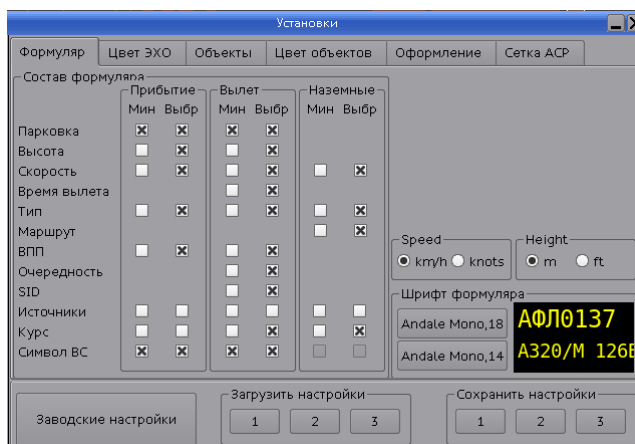 Установки
Формуляр Цвет ЭХО Объекты Цвет объектов Оформление Сетка АСР
Состав формуляра
Прибытие Вылет Наземные
Мин Выбр Мин Выбр Мин Выбр
Парковка
Высота
Скорость
Время вылета
Тип
Маршрут
ВПП
Очередность
SID
Источники
Курс
Символ ВС
Speed Height
km/h knots m ft
Шрифт формуляра
Andale Mono,18 АФЛ0137
Andale Mono,14 А320/М 126В
Заводские настройки
Загрузить настройки Сохранить настройки
1 2 3 1 2 3